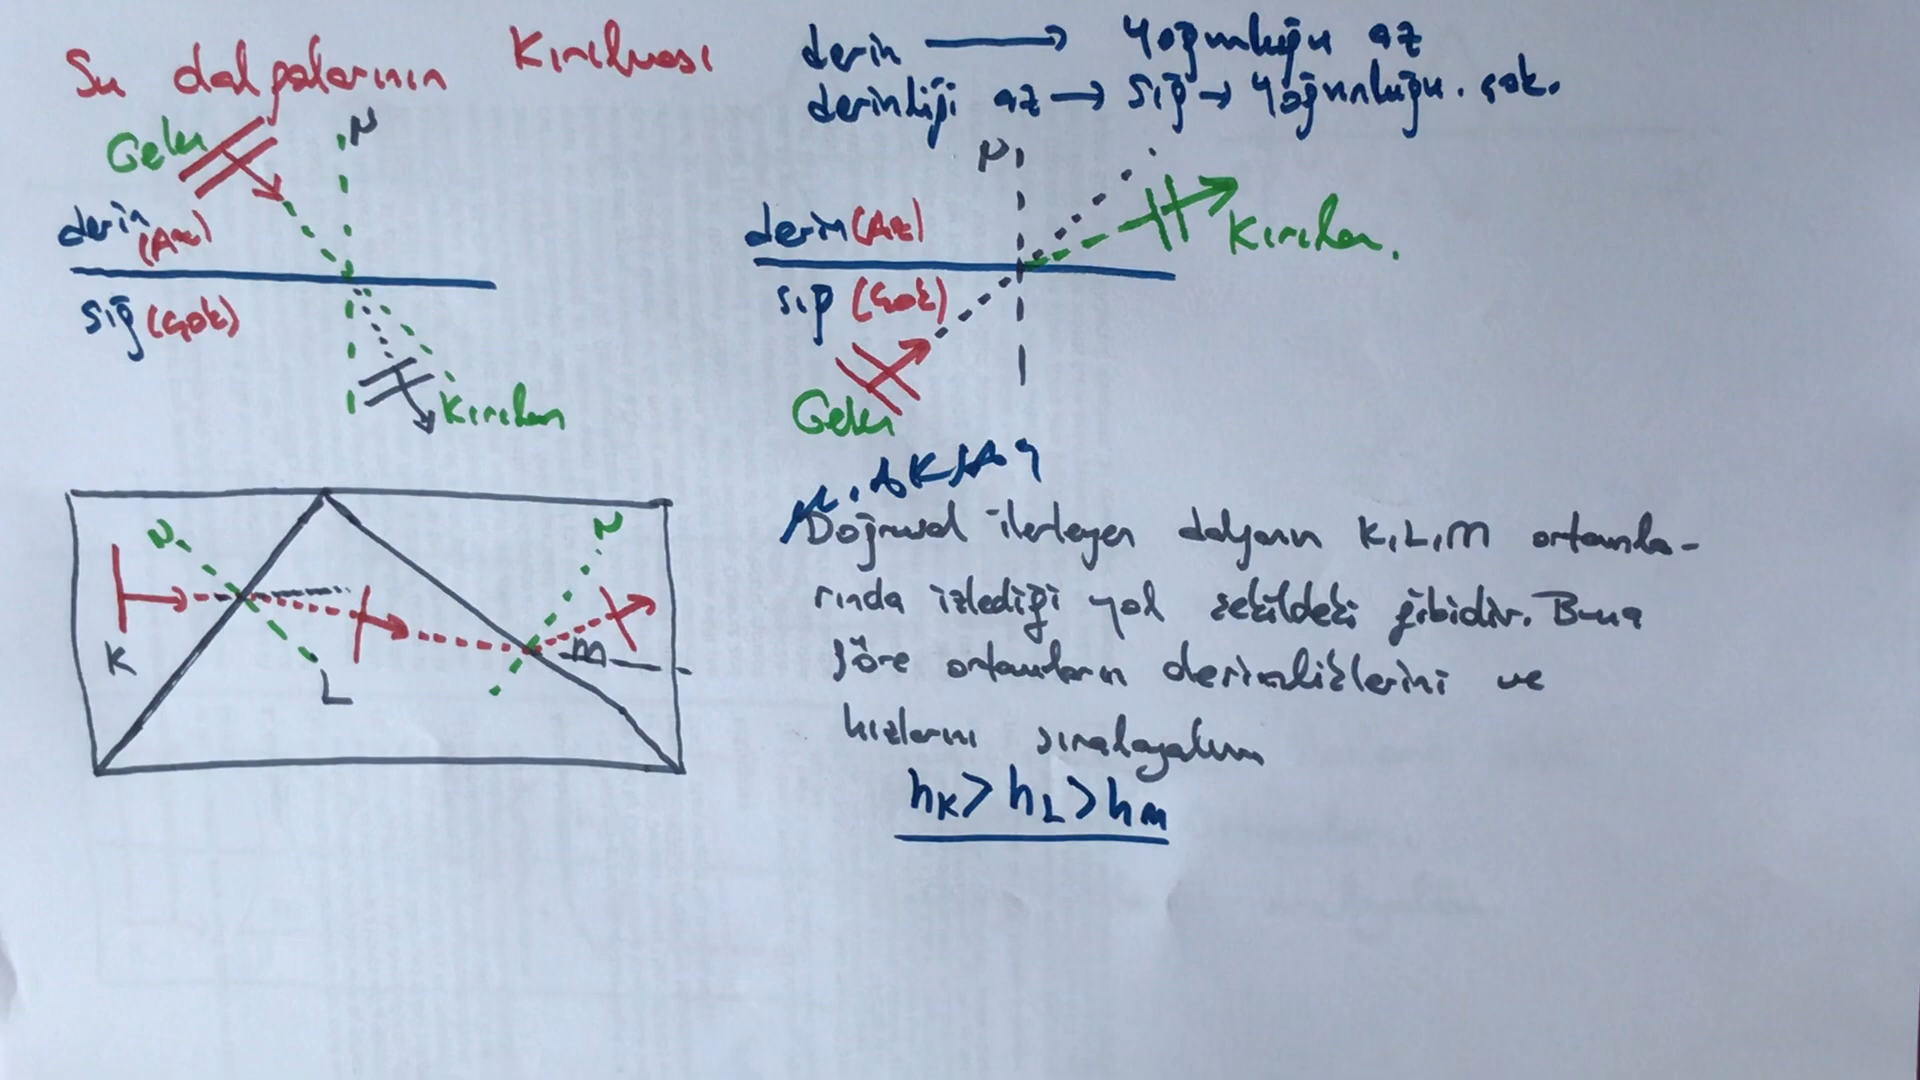 Su dalgalarının Kırılması
derin → Yoğunluğu az
derinliği az → sığ → Yoğunluğu. çok.
Gelen
N
derin (Az)
sığ (Çok)
Kırılan
N
derin (Az)
sığ (Çok)
Kırılan.
Gelen
N
N
K
L
M
Doğrusal ilerleyen dalganın K, L, M ortamla-
rında izlediği yol şekildeki gibidir. Buna
göre ortamların derinliklerini ve
hızlarını sıralayalım
hK > hL > hM